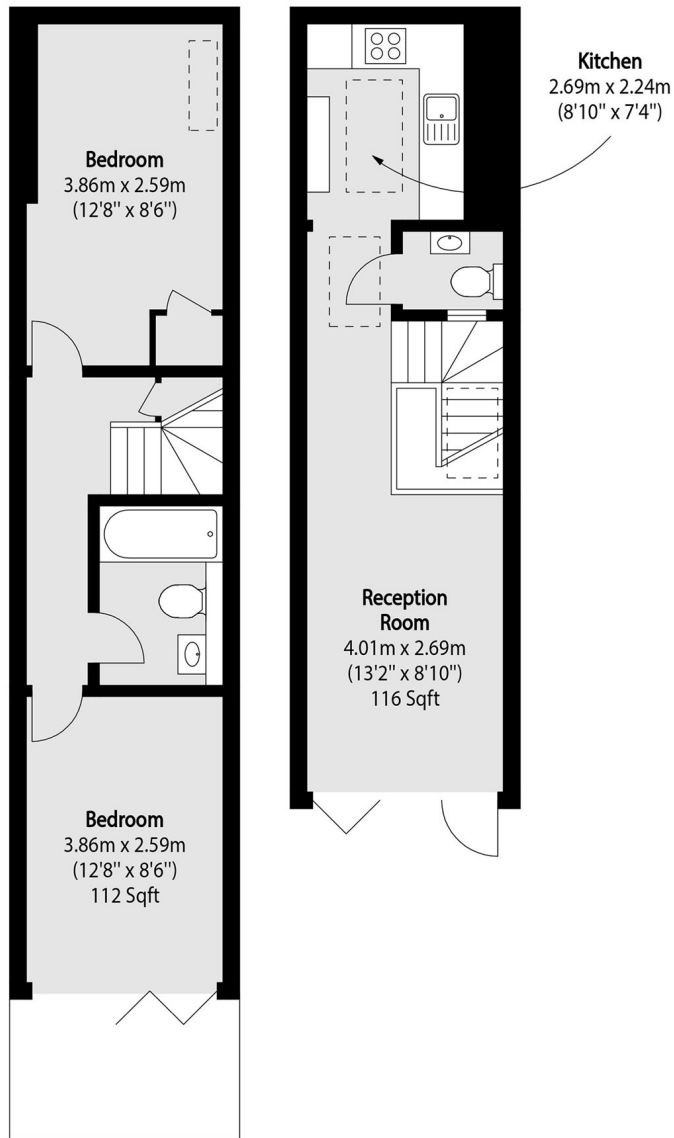 Kitchen
2.69m x 2.24m
(8'10" x 7'4")
Bedroom
3.86m x 2.59m
(12'8" x 8'6")
Reception
Room
4.01m x 2.69m
(13'2" x 8'10")
116 Sqft
Bedroom
3.86m x 2.59m
(12'8" x 8'6")
112 Sqft